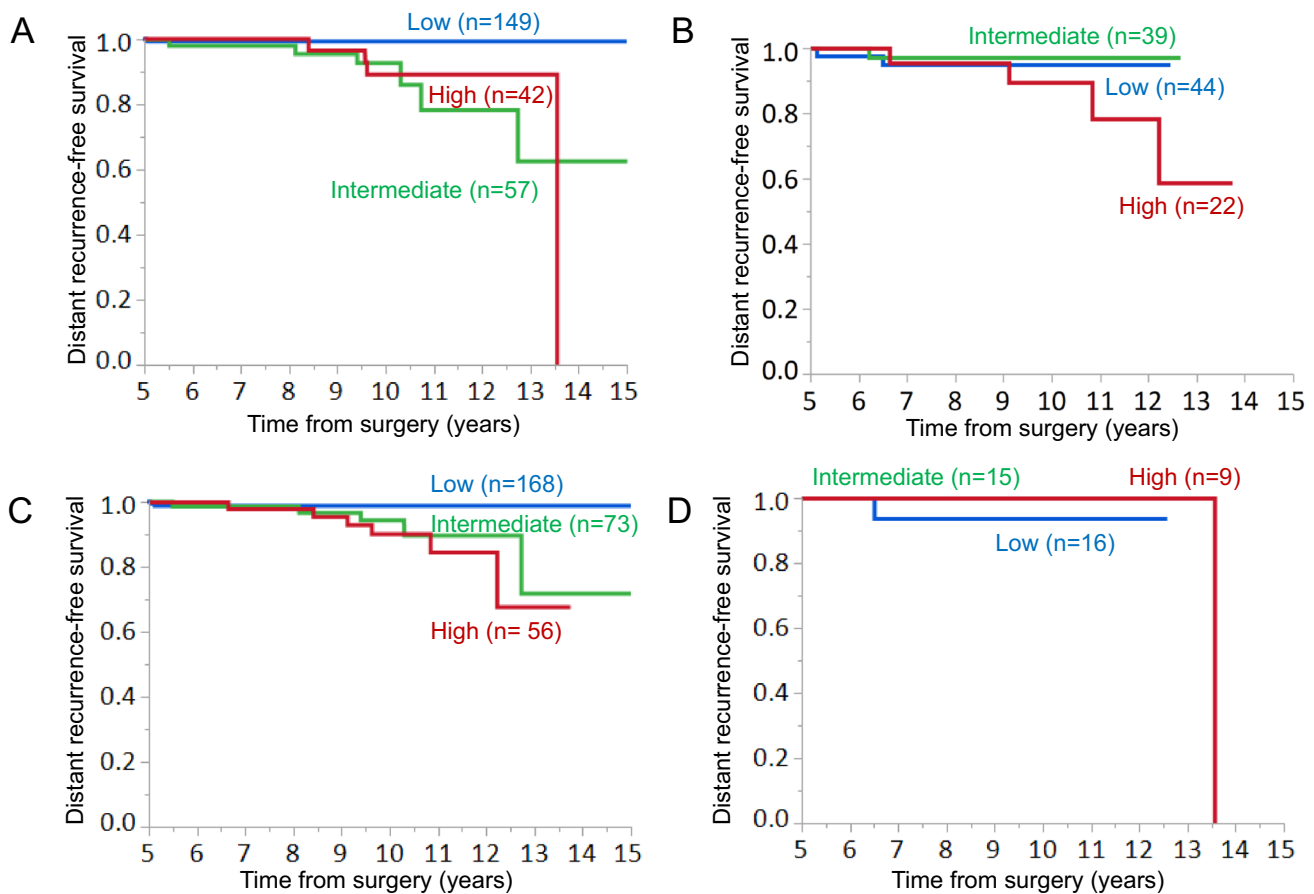 A
Distant recurrence-free survival
1.0
0.8
0.6
0.4
0.2
0.0
Low (n=149)
High (n=42)
Intermediate (n=57)
5 6 7 8 9 10 11 12 13 14 15
Time from surgery (years)
B
Distant recurrence-free survival
1.0
0.8
0.6
0.4
0.2
0.0
Intermediate (n=39)
Low (n=44)
High (n=22)
5 6 7 8 9 10 11 12 13 14 15
Time from surgery (years)
C
Distant recurrence-free survival
1.0
0.8
0.6
0.4
0.2
0.0
Low (n=168)
Intermediate (n=73)
High (n= 56)
5 6 7 8 9 10 11 12 13 14 15
Time from surgery (years)
D
Distant recurrence-free survival
1.0
0.8
0.6
0.4
0.2
0.0
Intermediate (n=15)
High (n=9)
Low (n=16)
5 6 7 8 9 10 11 12 13 14 15
Time from surgery (years)